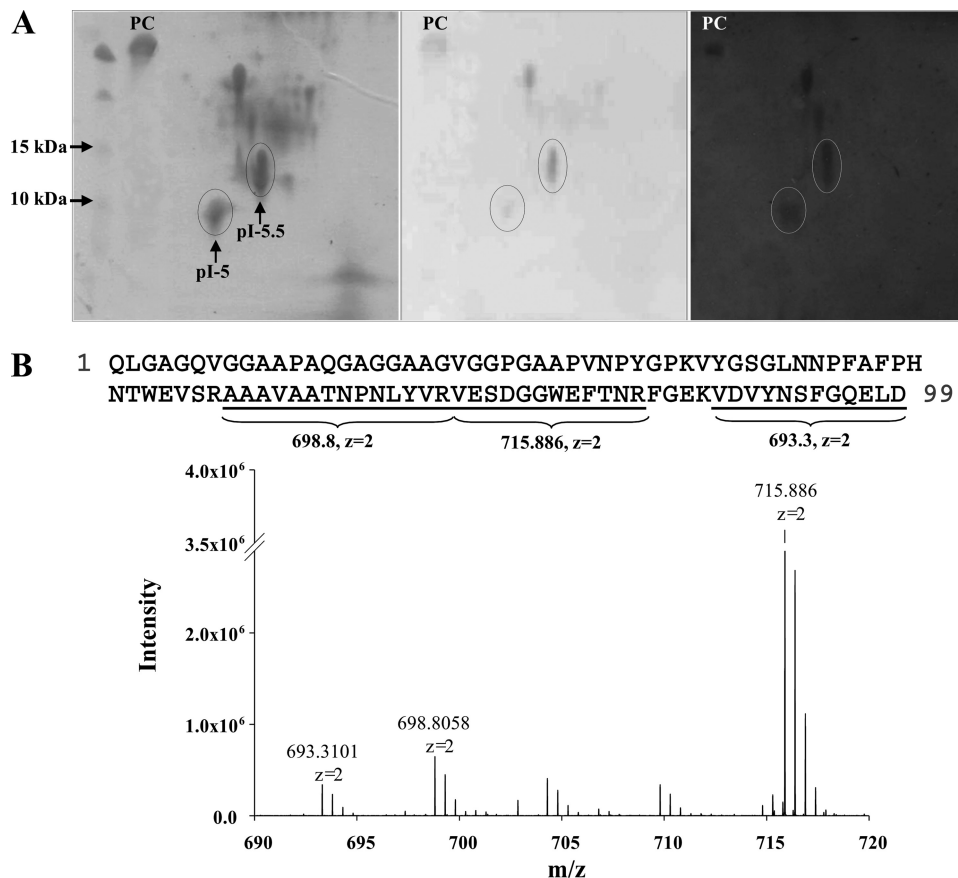 A
PC
PC
PC
15 kDa
10 kDa
pI-5.5
pI-5
B
1 QLGAGQVGGAAPAQGAGGAAGVGGPGAAPVNPYGPKVYGSGLNNPFAFPH
NTWEVSRAAAVAATNPNLYVRVESDGGWEFTNRFGEKVDVYNSFGQELD 99
698.8, z=2
715.886, z=2
693.3, z=2
4.0x10⁶
715.886
z=2
3.5x10⁶
Intensity
2.0x10⁶
1.0x10⁶
698.8058
z=2
693.3101
z=2
0.0
690 695 700 705 710 715 720
m/z